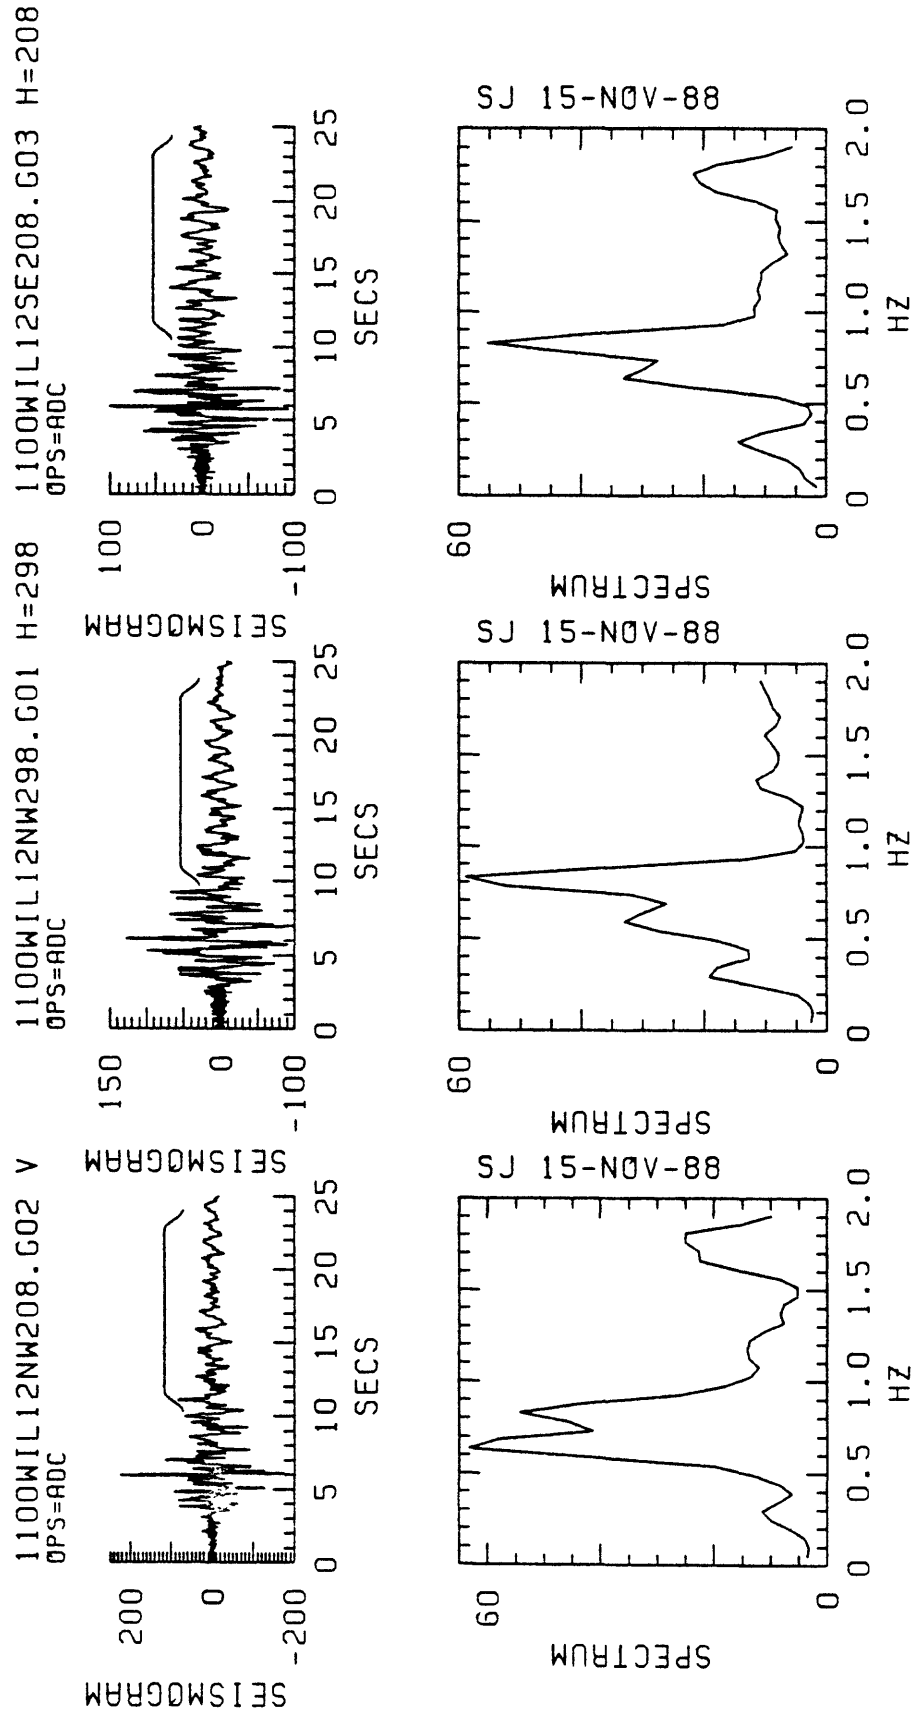 1100WIL12NW208.G02 V
OPS=ADC
SEISMOGRAM
200
0
-200
0 5 10 15 20 25
SECS
SJ 15-NOV-88
SPECTRUM
60
0
0 0.5 1.0 1.5 2.0
HZ
1100WIL12NW298.G01 H=298
OPS=ADC
SEISMOGRAM
150
0
-100
0 5 10 15 20 25
SECS
SJ 15-NOV-88
SPECTRUM
60
0
0 0.5 1.0 1.5 2.0
HZ
1100WIL12SE208.G03 H=208
OPS=ADC
SEISMOGRAM
100
0
-100
0 5 10 15 20 25
SECS
SJ 15-NOV-88
SPECTRUM
60
0
0 0.5 1.0 1.5 2.0
HZ